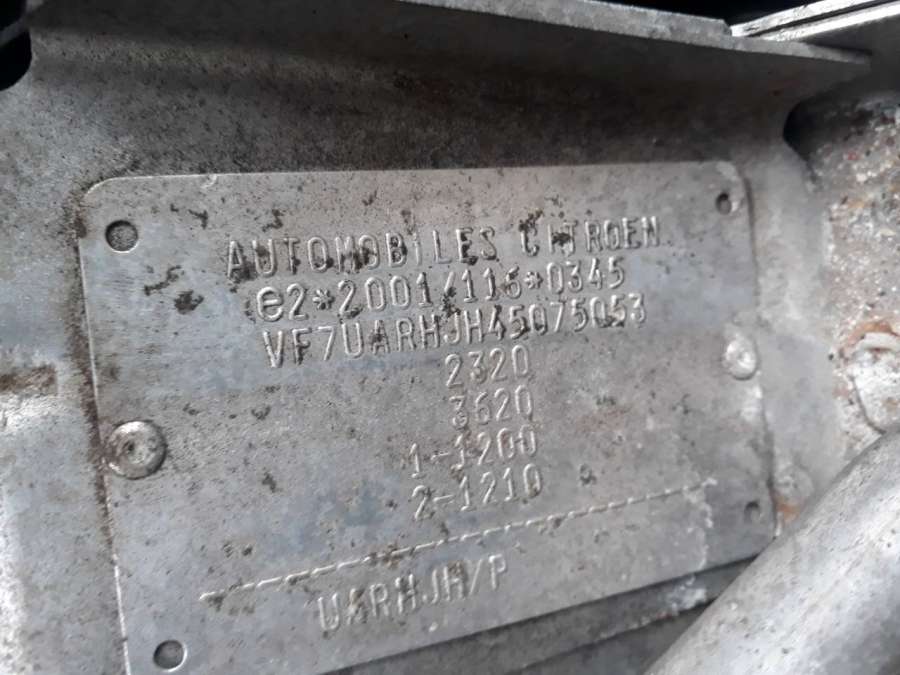 AUTOMOBILES CITROEN
e2*2001/116*0345
VF7UARHJH45075053
2320
3620
1-1200
2-1210
UARHJH/P